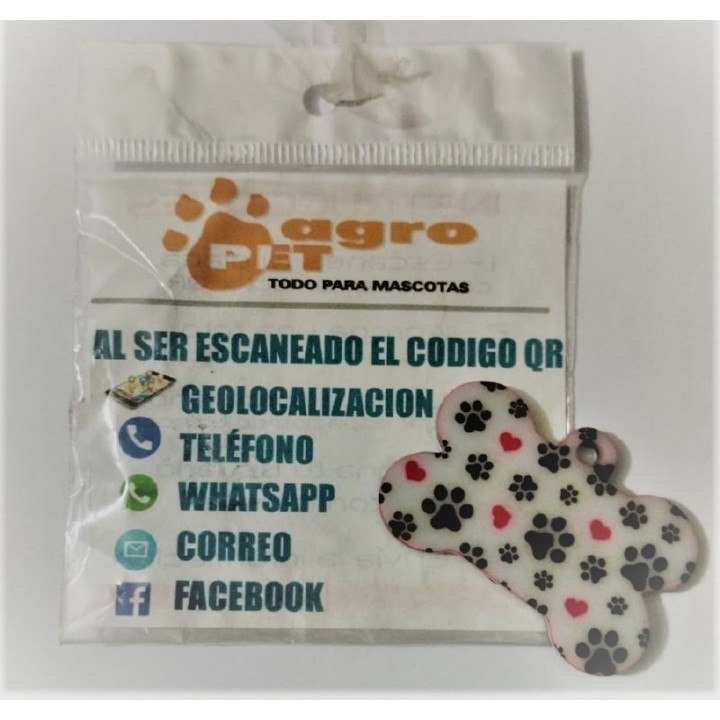 agro
PET
TODO PARA MASCOTAS
AL SER ESCANEADO EL CODIGO QR
GEOLOCALIZACION
TELÉFONO
WHATSAPP
CORREO
FACEBOOK